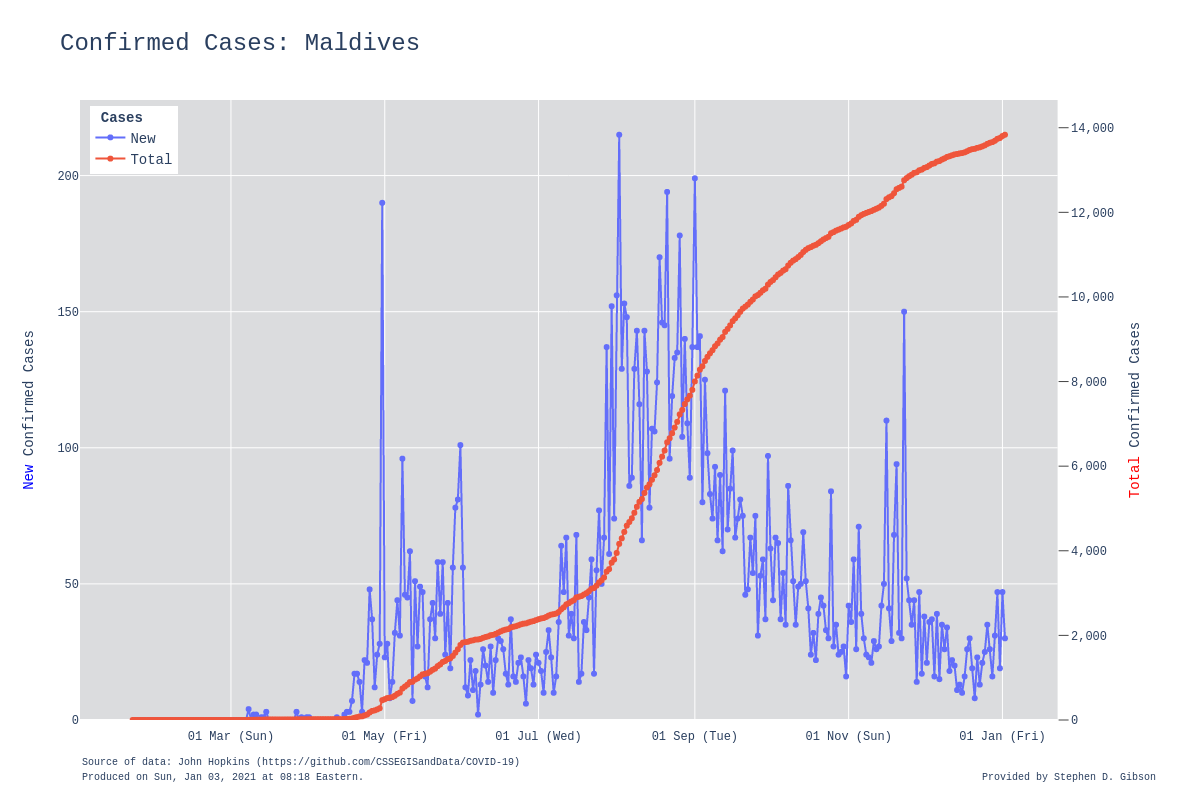 Confirmed Cases: Maldives
Cases
New
Total
200
150
100
50
0
14,000
12,000
10,000
8,000
6,000
4,000
2,000
0
New Confirmed Cases
Total Confirmed Cases
01 Mar (Sun) 01 May (Fri) 01 Jul (Wed) 01 Sep (Tue) 01 Nov (Sun) 01 Jan (Fri)
Source of data: John Hopkins (https://github.com/CSSEGISandData/COVID-19)
Produced on Sun, Jan 03, 2021 at 08:18 Eastern.
Provided by Stephen D. Gibson